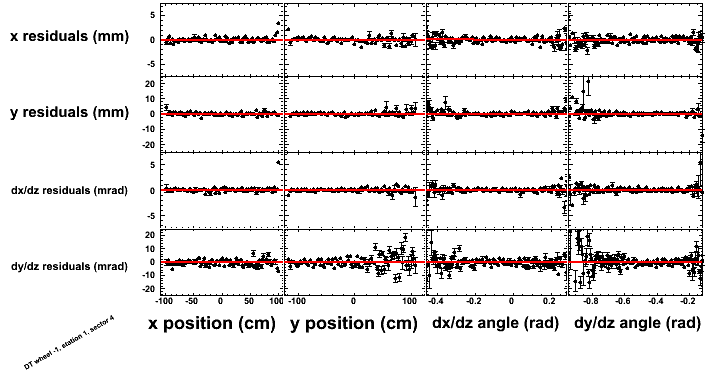 x residuals (mm)
5
0
-5
y residuals (mm)
20
10
0
-10
-20
dx/dz residuals (mrad)
5
0
-5
dy/dz residuals (mrad)
20
10
0
-10
-20
-100 -50 0 50 100 -100 0 100 -0.4 -0.2 0 0.2 -0.8 -0.6 -0.4 -0.2
x position (cm) y position (cm) dx/dz angle (rad) dy/dz angle (rad)
DT wheel -1, station 1, sector 4